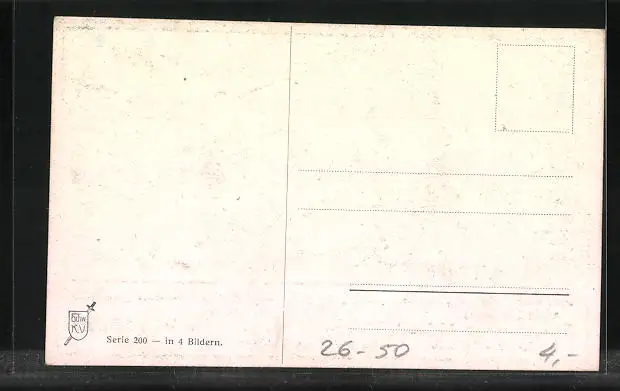 K.V
Serie 200 — in 4 Bildern.
26-50
4,-